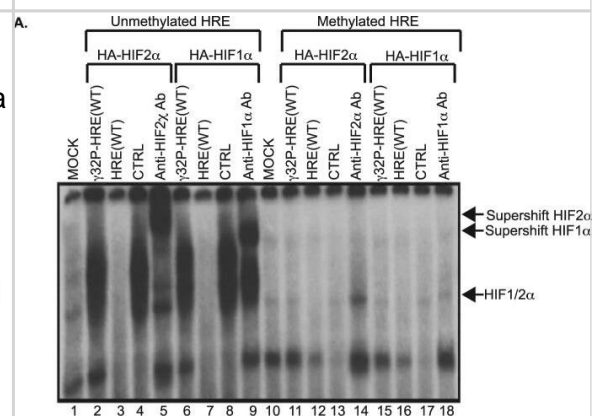 A.
Unmethylated HRE
Methylated HRE
HA-HIF2α
HA-HIF1α
HA-HIF2α
HA-HIF1α
MOCK
γ32P-HRE(WT)
HRE(WT)
CTRL
Anti-HIF2χ Ab
γ32P-HRE(WT)
HRE(WT)
CTRL
Anti-HIF1α Ab
MOCK
γ32P-HRE(WT)
HRE(WT)
CTRL
Anti-HIF2α Ab
γ32P-HRE(WT)
HRE(WT)
CTRL
Anti-HIF1α Ab
a
Supershift HIF2α
Supershift HIF1α
HIF1/2α
1 2 3 4 5 6 7 8 9 10 11 12 13 14 15 16 17 18